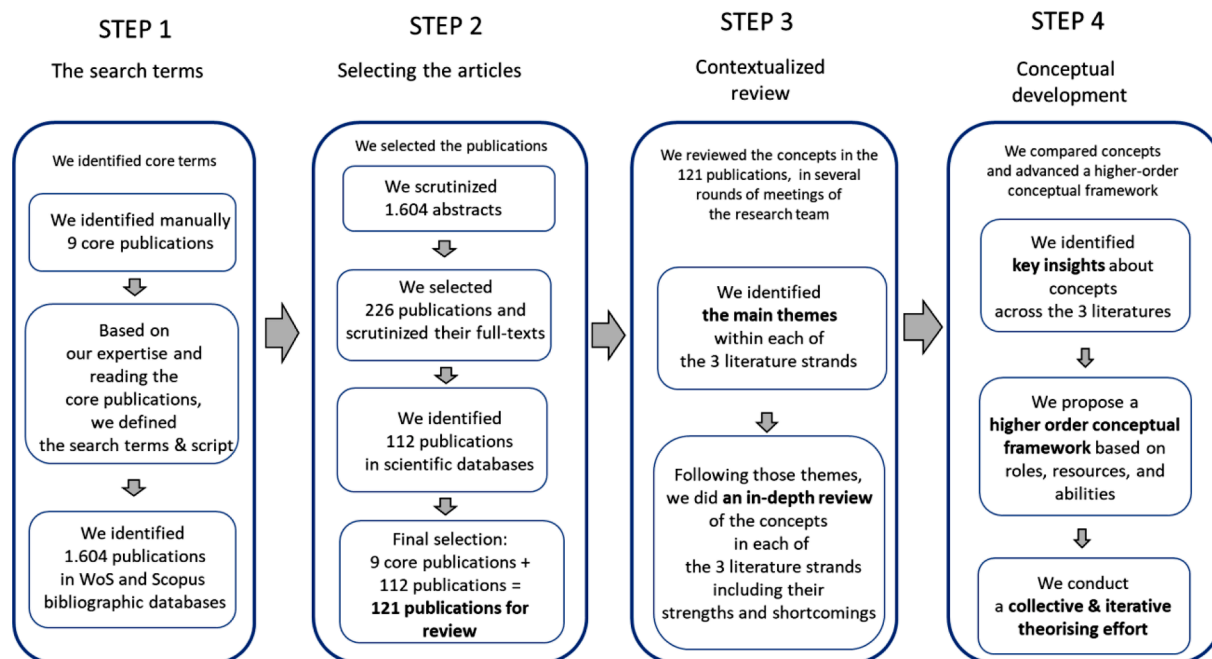 STEP 1
The search terms
We identified core terms
We identified manually
9 core publications
Based on
our expertise and
reading the
core publications,
we defined
the search terms & script
We identified
1.604 publications
in WoS and Scopus
bibliographic databases
STEP 2
Selecting the articles
We selected the publications
We scrutinized
1.604 abstracts
We selected
226 publications and
scrutinized their full-texts
We identified
112 publications
in scientific databases
Final selection:
9 core publications +
112 publications =
121 publications for
review
STEP 3
Contextualized
review
We reviewed the concepts in the
121 publications, in several
rounds of meetings of
the research team
We identified
the main themes
within each of
the 3 literature strands
Following those themes,
we did an in-depth review
of the concepts
in each of
the 3 literature strands
including their
strengths and shortcomings
STEP 4
Conceptual
development
We compared concepts
and advanced a higher-order
conceptual framework
We identified
key insights about
concepts
across the 3 literatures
We propose a
higher order conceptual
framework based on
roles, resources, and
abilities
We conduct
a collective & iterative
theorising effort